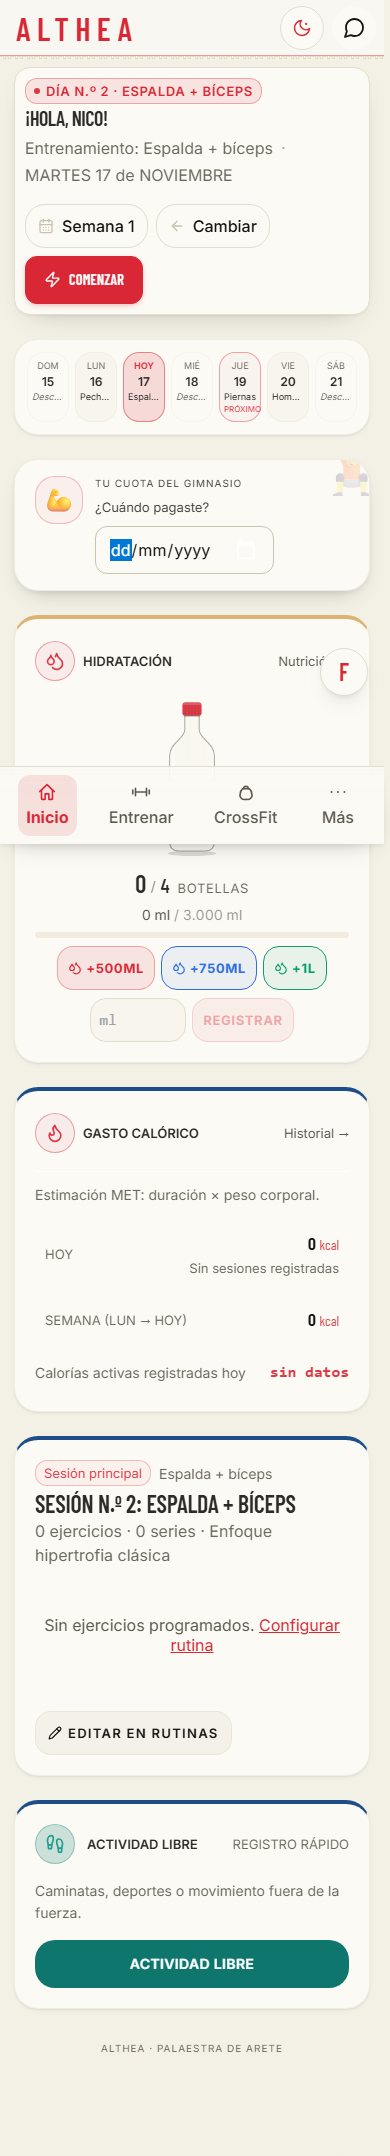 ALTHEA
DÍA N.º 2 · ESPALDA + BÍCEPS
¡HOLA, NICO!
Entrenamiento: Espalda + bíceps ·
MARTES 17 de NOVIEMBRE
Semana 1 Cambiar
COMENZAR
DOM LUN HOY MIÉ JUE VIE SÁB
15 16 17 18 19 20 21
Desc... Pech... Espal... Desc... Piernas Hom... Desc...
PRÓXIMO
TU CUOTA DEL GIMNASIO
¿Cuándo pagaste?
dd/mm/yyyy
HIDRATACIÓN
F
Inicio Entrenar CrossFit Más
0 / 4 BOTELLAS
0 ml / 3.000 ml
+500ML +750ML +1L
ml REGISTRAR
GASTO CALÓRICO Historial →
Estimación MET: duración × peso corporal.
HOY 0 kcal
Sin sesiones registradas
SEMANA (LUN → HOY) 0 kcal
Calorías activas registradas hoy sin datos
Sesión principal Espalda + bíceps
SESIÓN N.º 2: ESPALDA + BÍCEPS
0 ejercicios · 0 series · Enfoque
hipertrofia clásica
Sin ejercicios programados. Configurar
rutina
EDITAR EN RUTINAS
ACTIVIDAD LIBRE REGISTRO RÁPIDO
Caminatas, deportes o movimiento fuera de la
fuerza.
ACTIVIDAD LIBRE
ALTHEA · PALAESTRA DE ARETE